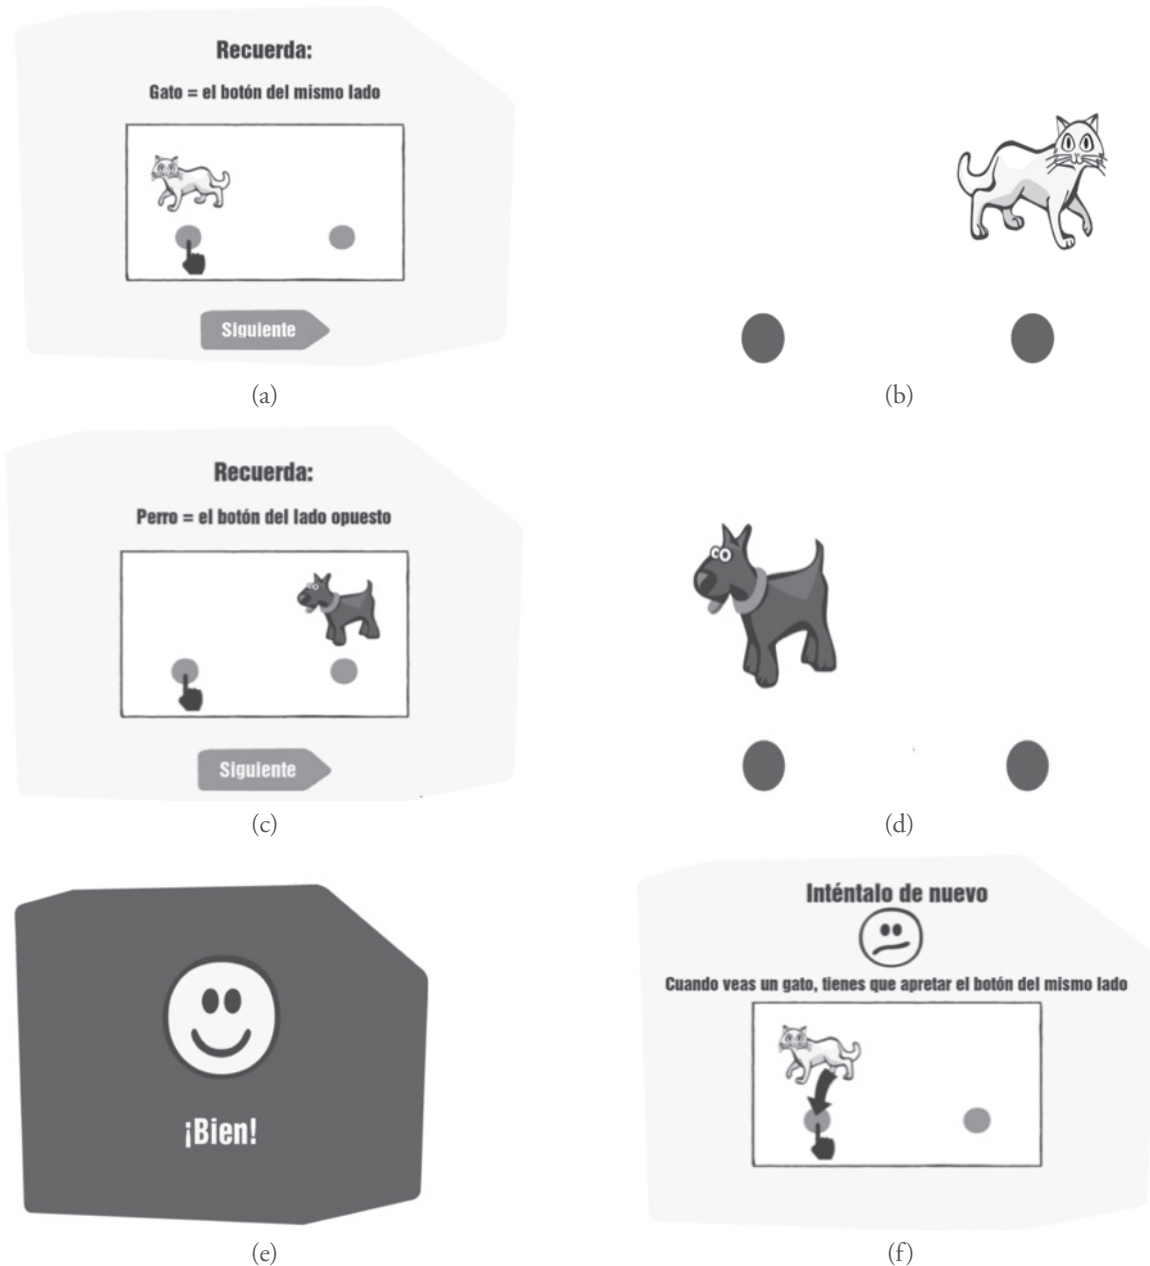 Recuerda:
Gato = el botón del mismo lado
Siguiente
(a)
(b)
Recuerda:
Perro = el botón del lado opuesto
Siguiente
(c)
(d)
¡Bien!
(e)
Inténtalo de nuevo
Cuando veas un gato, tienes que apretar el botón del mismo lado
(f)